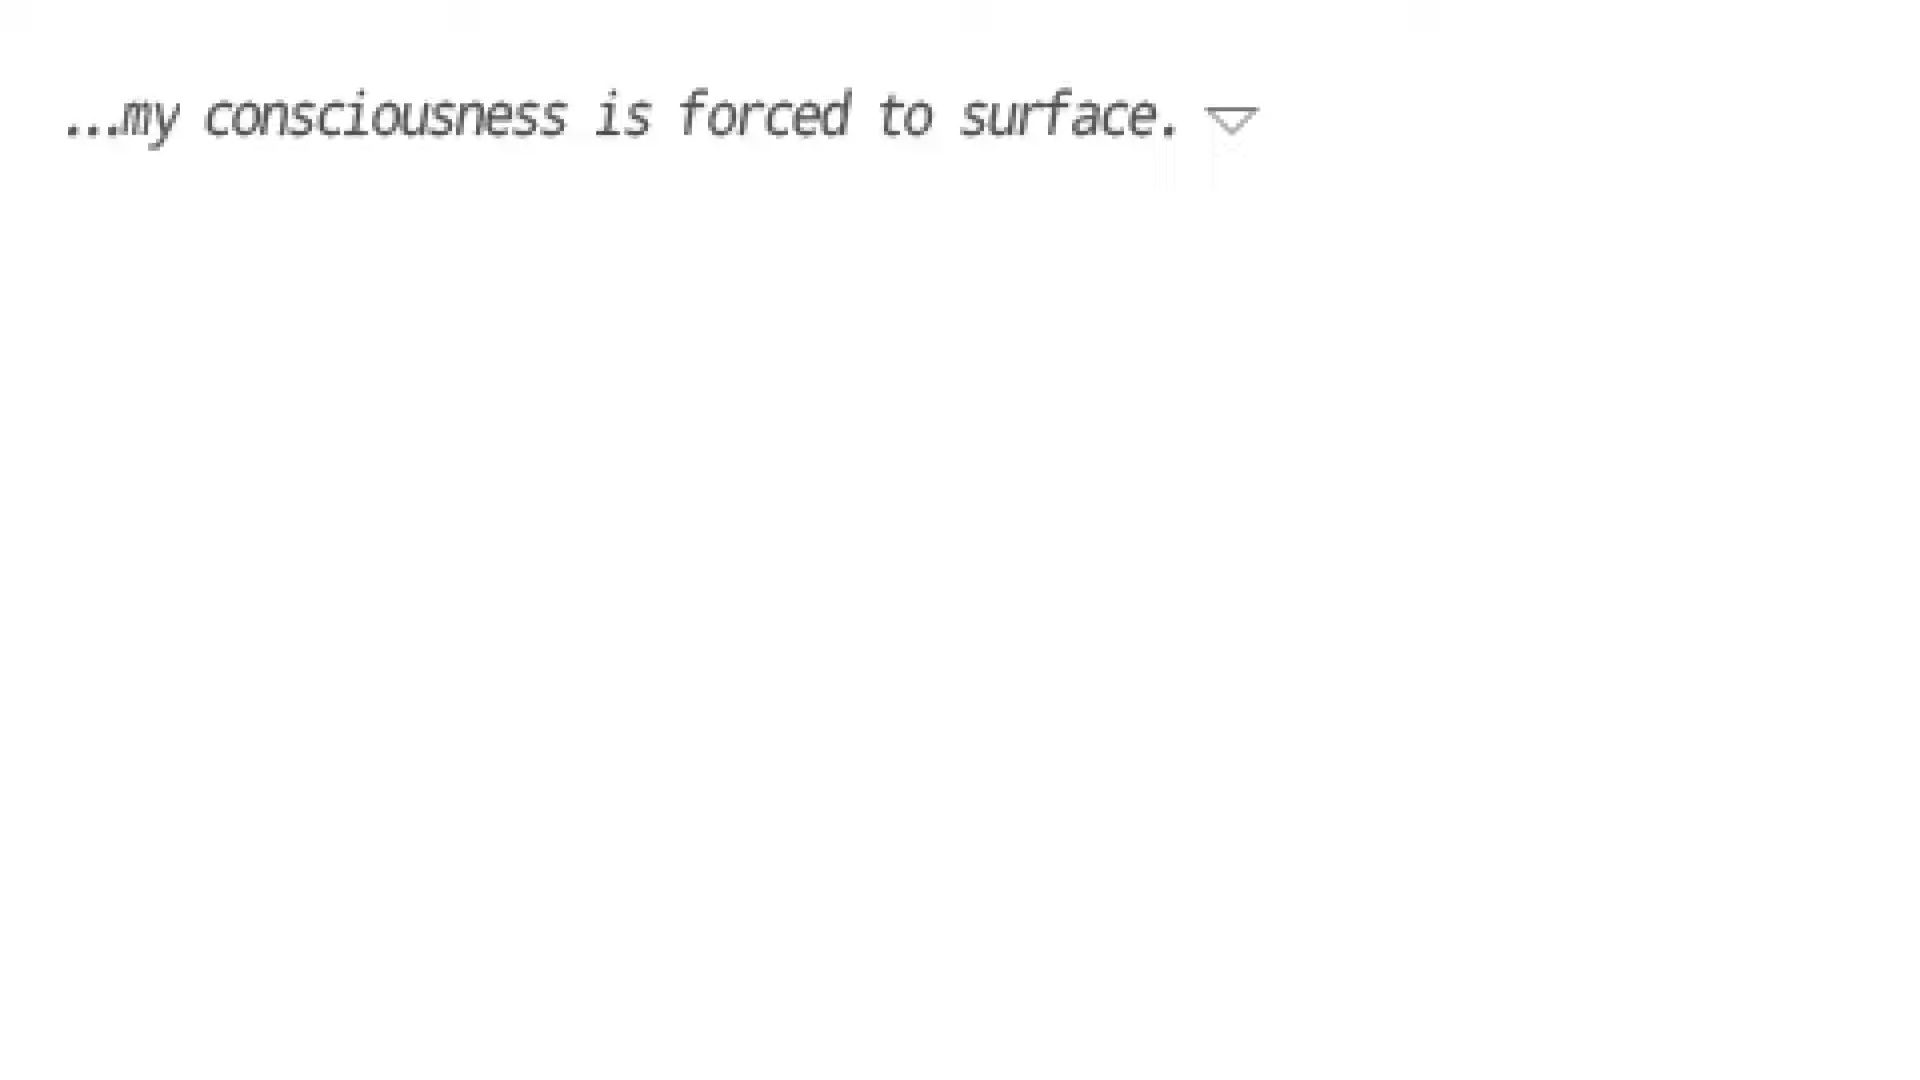 ...my consciousness is forced to surface.